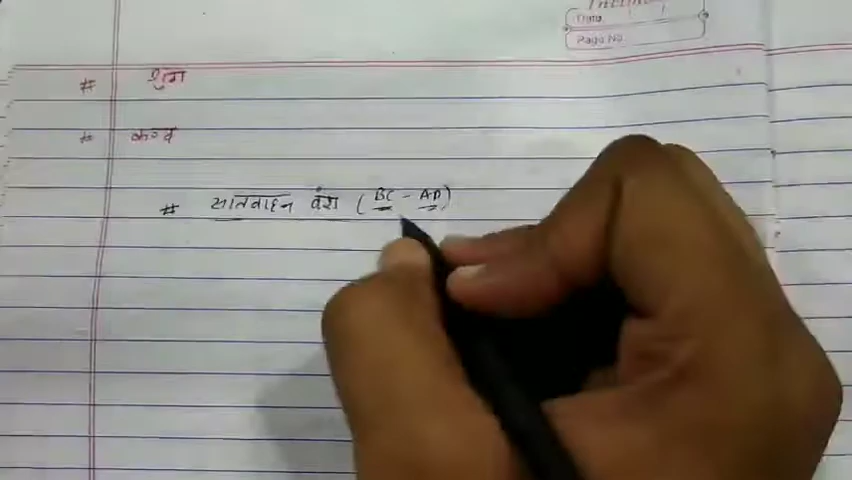 Date
Page No.
# शुंग
# कण्व
# सातवाहन वंश (BC - AD)